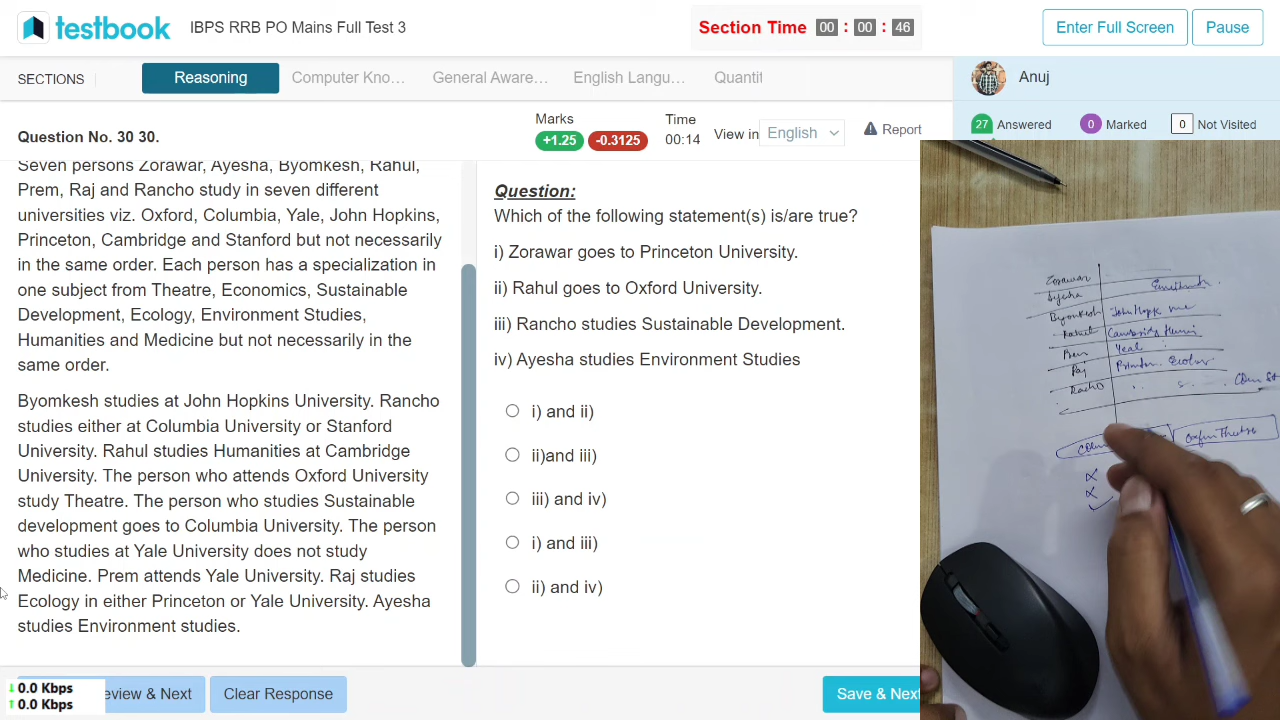 testbook
IBPS RRB PO Mains Full Test 3
Section Time 00 : 00 : 46
Enter Full Screen
Pause
SECTIONS
Reasoning
Computer Kno...
General Aware...
English Langu...
Quantit
Anuj
27 Answered
0 Marked
0 Not Visited
Question No. 30 30.
Marks
+1.25 -0.3125
Time
00:14
View in English
Report
Seven persons Zorawar, Ayesha, Byomkesh, Rahul,
Prem, Raj and Rancho study in seven different
universities viz. Oxford, Columbia, Yale, John Hopkins,
Princeton, Cambridge and Stanford but not necessarily
in the same order. Each person has a specialization in
one subject from Theatre, Economics, Sustainable
Development, Ecology, Environment Studies,
Humanities and Medicine but not necessarily in the
same order.
Byomkesh studies at John Hopkins University. Rancho
studies either at Columbia University or Stanford
University. Rahul studies Humanities at Cambridge
University. The person who attends Oxford University
study Theatre. The person who studies Sustainable
development goes to Columbia University. The person
who studies at Yale University does not study
Medicine. Prem attends Yale University. Raj studies
Ecology in either Princeton or Yale University. Ayesha
studies Environment studies.
Question:
Which of the following statement(s) is/are true?
i) Zorawar goes to Princeton University.
ii) Rahul goes to Oxford University.
iii) Rancho studies Sustainable Development.
iv) Ayesha studies Environment Studies
i) and ii)
ii)and iii)
iii) and iv)
i) and iii)
ii) and iv)
0.0 Kbps
0.0 Kbps
eview & Next
Clear Response
Save & Nex
Zorawar
Byomkesh
Raj